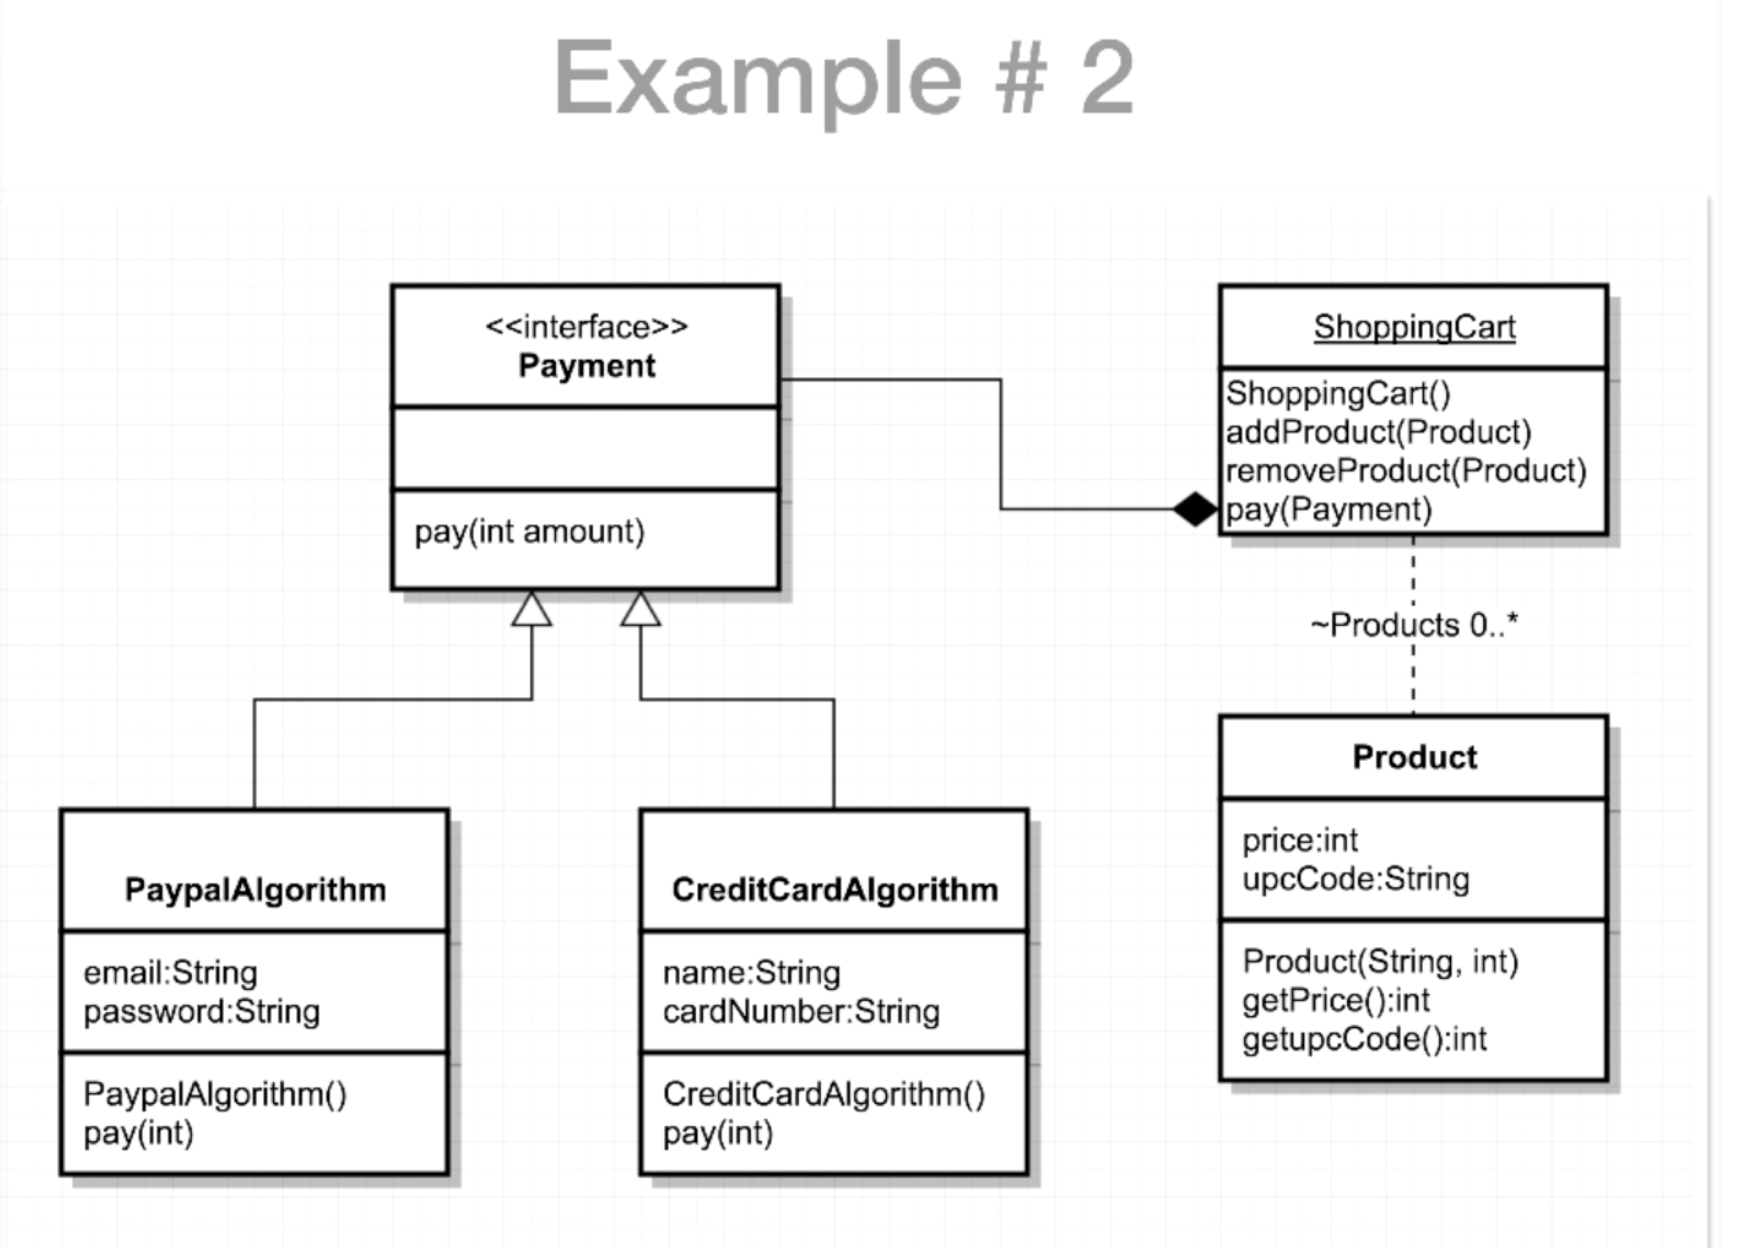 Example # 2
<<interface>>
Payment
pay(int amount)
ShoppingCart
ShoppingCart()
addProduct(Product)
removeProduct(Product)
pay(Payment)
~Products 0..*
Product
price:int
upcCode:String
Product(String, int)
getPrice():int
getupcCode():int
PaypalAlgorithm
email:String
password:String
PaypalAlgorithm()
pay(int)
CreditCardAlgorithm
name:String
cardNumber:String
CreditCardAlgorithm()
pay(int)